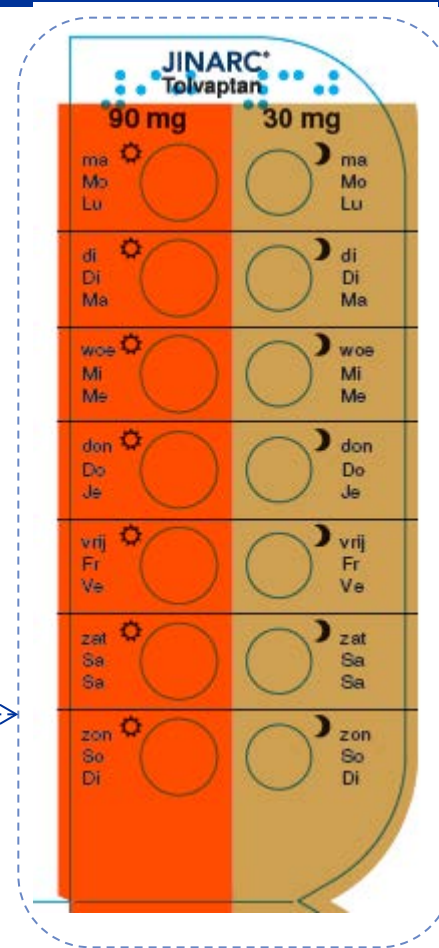 JINARC®
Tolvaptan
90 mg 30 mg
ma ma
Mo Mo
Lu Lu
di di
Di Di
Ma Ma
woe woe
Mi Mi
Me Me
don don
Do Do
Je Je
vrij vrij
Fr Fr
Ve Ve
zat zat
Sa Sa
Sa Sa
zon zon
So So
Di Di